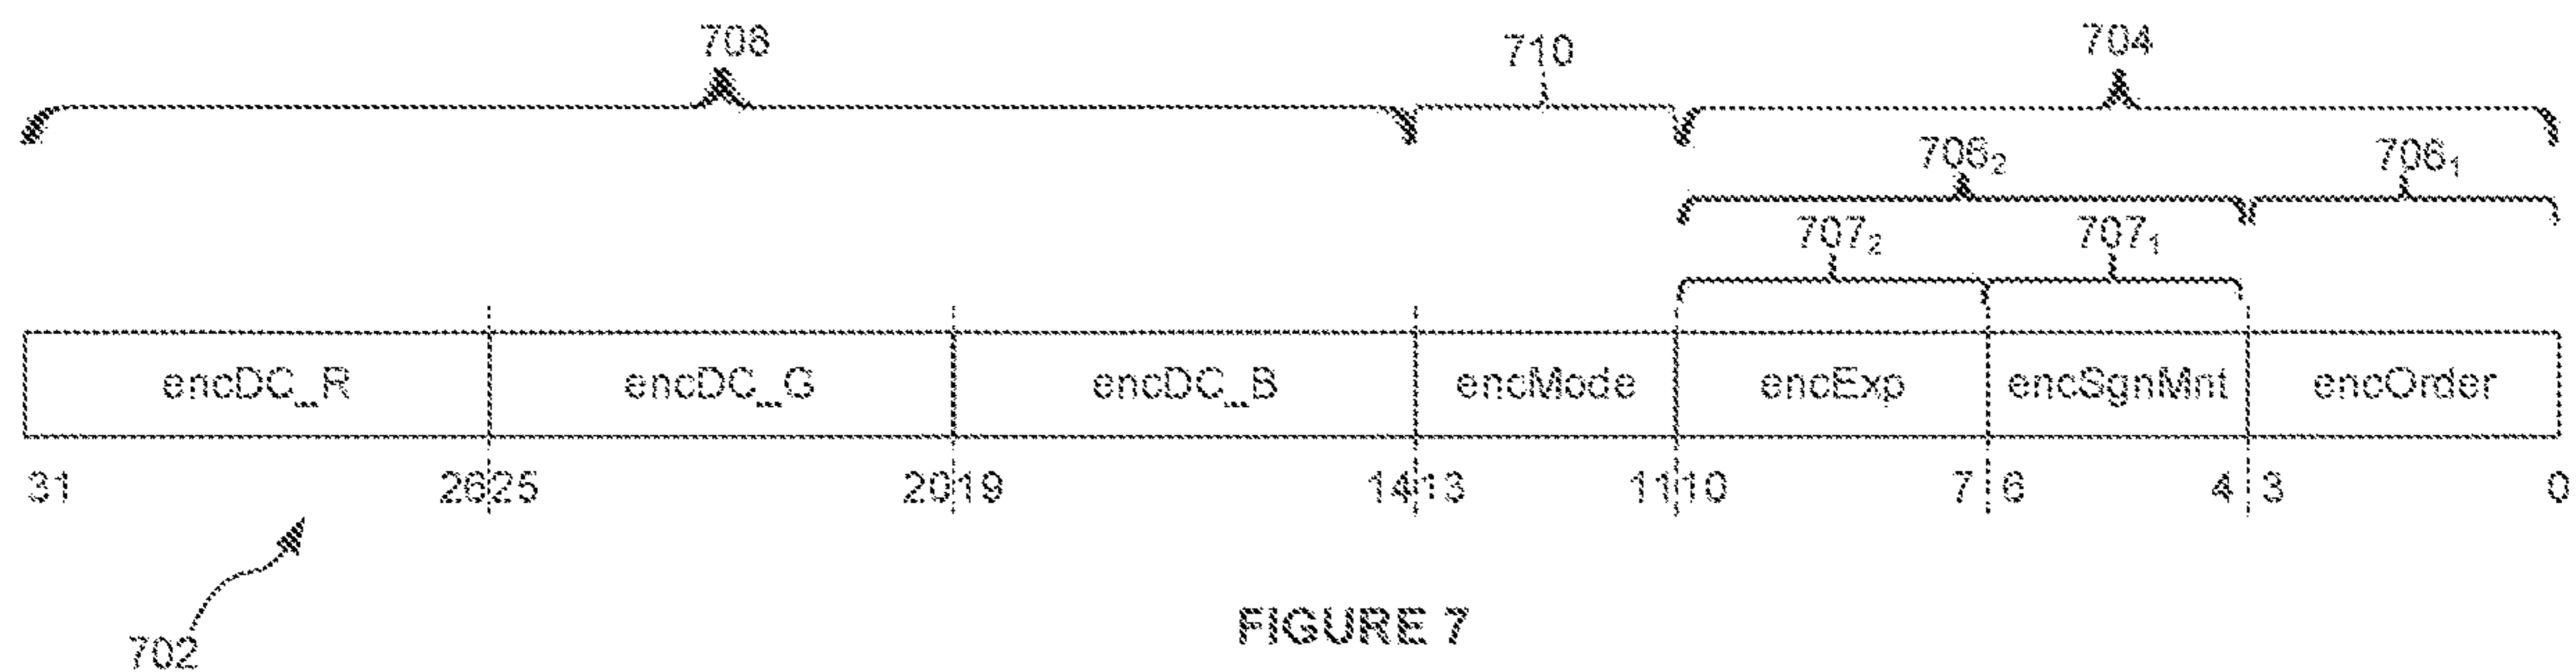 708 710 704
706₂ 706₁
707₂ 707₁
encDC_R encDC_G encDC_B encMode encExp encSgnMnt encOrder
31 26 25 20 19 14 13 11 10 7 6 4 3 0
702
FIGURE 7